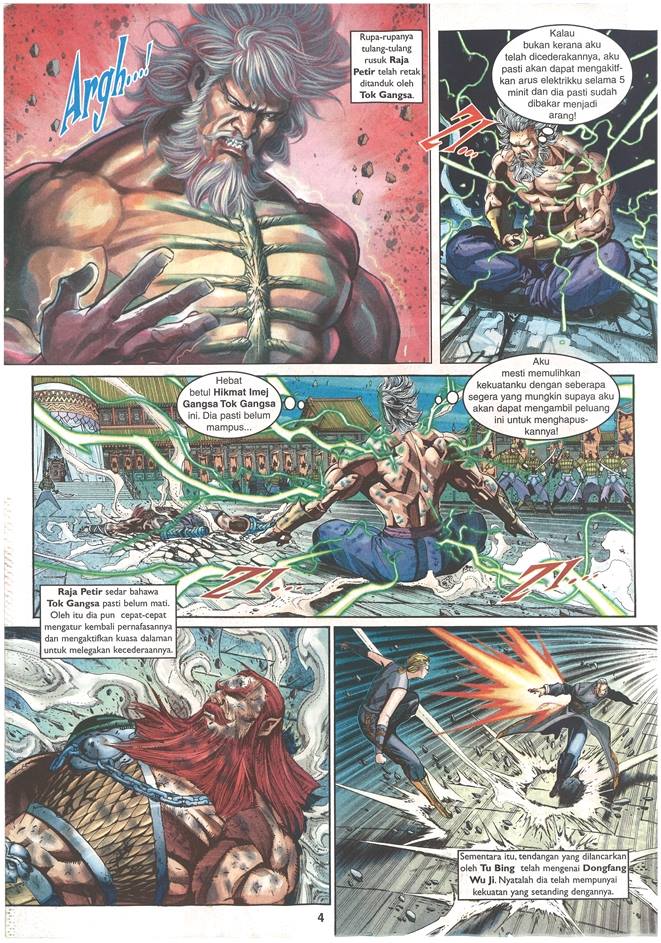 Argh...!
Rupa-rupanya
tulang-tulang
rusuk Raja
Petir telah retak
ditanduk oleh
Tok Gangsa.
Kalau
bukan kerana aku
telah dicederakannya, aku
pasti akan dapat mengakitf-
kan arus elektrikku selama 5
minit dan dia pasti sudah
dibakar menjadi
arang!
ZI...
Hebat
betul Hikmat Imej
Gangsa Tok Gangsa
ini. Dia pasti belum
mampus...
Aku
mesti memulihkan
kekuatanku dengan seberapa
segera yang mungkin supaya aku
akan dapat mengambil peluang
ini untuk menghapus-
kannya!
ZI...
ZI...
Raja Petir sedar bahawa
Tok Gangsa pasti belum mati.
Oleh itu dia pun cepat-cepat
mengatur kembali pernafasannya
dan mengaktifkan kuasa dalaman
untuk melegakan kecederaannya.
Sementara itu, tendangan yang dilancarkan
oleh Tu Bing telah mengenai Dongfang
Wu Ji. Nyatalah dia telah mempunyai
kekuatan yang setanding dengannya.
4